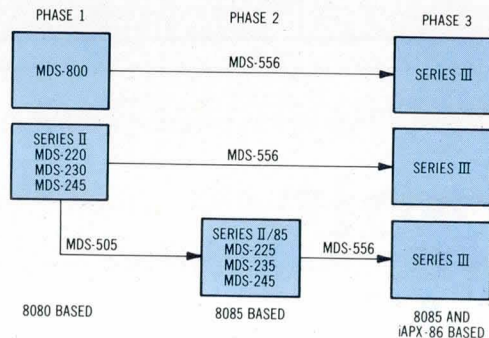 PHASE 1
PHASE 2
PHASE 3
MDS-800
MDS-556
SERIES III
SERIES II
MDS-220
MDS-230
MDS-245
MDS-556
SERIES III
MDS-505
SERIES II/85
MDS-225
MDS-235
MDS-245
MDS-556
SERIES III
8080 BASED
8085 BASED
8085 AND
iAPX-86 BASED